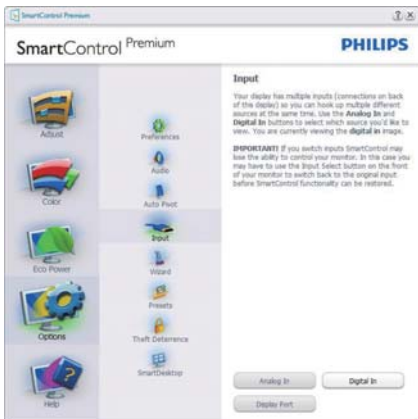 SmartControl Premium
SmartControl Premium
PHILIPS
Adjust
Color
Eco Power
Options
Help
Preferences
Audio
Auto Pivot
Input
Wizard
Presets
Theft Deterrence
SmartDesktop
Input
Your display has multiple inputs (connections on back
of the display) so you can hook up multiple different
sources at the same time. Use the Analog In and
Digital In buttons to select which source you'd like to
view. You are currently viewing the digital in image.
IMPORTANT! If you switch inputs SmartControl may
lose the ability to control your monitor. In this case you
may have to use the Input Select button on the front
of your monitor to switch back to the original input
before SmartControl functionality can be restored.
Analog In
Digital In
Display Port